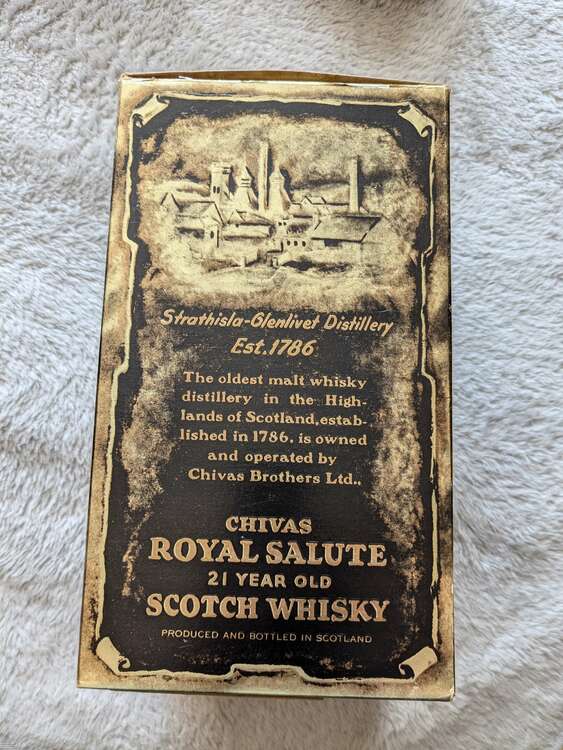 Strathisla-Glenlivet Distillery
Est.1786
The oldest malt whisky
distillery in the High-
lands of Scotland,estab-
lished in 1786. is owned
and operated by
Chivas Brothers Ltd.,
CHIVAS
ROYAL SALUTE
21 YEAR OLD
SCOTCH WHISKY
PRODUCED AND BOTTLED IN SCOTLAND